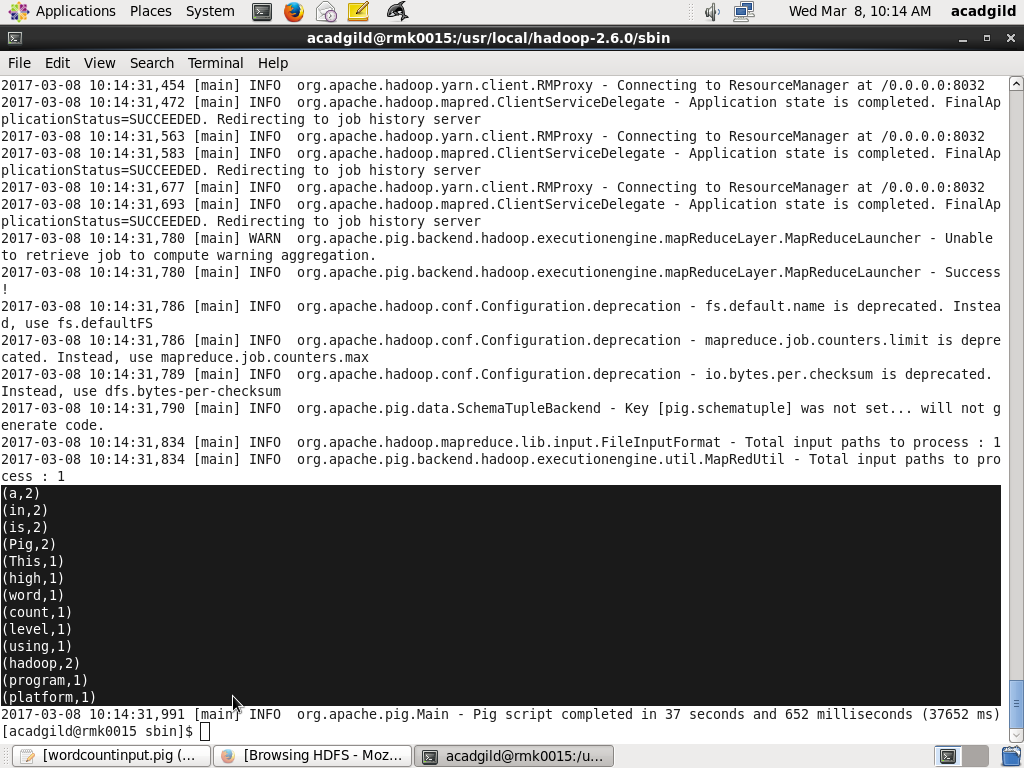 Applications Places System Wed Mar 8, 10:14 AM acadgild
acadgild@rmk0015:/usr/local/hadoop-2.6.0/sbin
File Edit View Search Terminal Help
2017-03-08 10:14:31,454 [main] INFO  org.apache.hadoop.yarn.client.RMProxy - Connecting to ResourceManager at /0.0.0.0:8032
2017-03-08 10:14:31,472 [main] INFO  org.apache.hadoop.mapred.ClientServiceDelegate - Application state is completed. FinalAp
plicationStatus=SUCCEEDED. Redirecting to job history server
2017-03-08 10:14:31,563 [main] INFO  org.apache.hadoop.yarn.client.RMProxy - Connecting to ResourceManager at /0.0.0.0:8032
2017-03-08 10:14:31,583 [main] INFO  org.apache.hadoop.mapred.ClientServiceDelegate - Application state is completed. FinalAp
plicationStatus=SUCCEEDED. Redirecting to job history server
2017-03-08 10:14:31,677 [main] INFO  org.apache.hadoop.yarn.client.RMProxy - Connecting to ResourceManager at /0.0.0.0:8032
2017-03-08 10:14:31,693 [main] INFO  org.apache.hadoop.mapred.ClientServiceDelegate - Application state is completed. FinalAp
plicationStatus=SUCCEEDED. Redirecting to job history server
2017-03-08 10:14:31,780 [main] WARN  org.apache.pig.backend.hadoop.executionengine.mapReduceLayer.MapReduceLauncher - Unable
to retrieve job to compute warning aggregation.
2017-03-08 10:14:31,780 [main] INFO  org.apache.pig.backend.hadoop.executionengine.mapReduceLayer.MapReduceLauncher - Success
!
2017-03-08 10:14:31,786 [main] INFO  org.apache.hadoop.conf.Configuration.deprecation - fs.default.name is deprecated. Instea
d, use fs.defaultFS
2017-03-08 10:14:31,786 [main] INFO  org.apache.hadoop.conf.Configuration.deprecation - mapreduce.job.counters.limit is depre
cated. Instead, use mapreduce.job.counters.max
2017-03-08 10:14:31,789 [main] INFO  org.apache.hadoop.conf.Configuration.deprecation - io.bytes.per.checksum is deprecated.
Instead, use dfs.bytes-per-checksum
2017-03-08 10:14:31,790 [main] INFO  org.apache.pig.data.SchemaTupleBackend - Key [pig.schematuple] was not set... will not g
enerate code.
2017-03-08 10:14:31,834 [main] INFO  org.apache.hadoop.mapreduce.lib.input.FileInputFormat - Total input paths to process : 1
2017-03-08 10:14:31,834 [main] INFO  org.apache.pig.backend.hadoop.executionengine.util.MapRedUtil - Total input paths to pro
cess : 1
(a,2)
(in,2)
(is,2)
(Pig,2)
(This,1)
(high,1)
(word,1)
(count,1)
(level,1)
(using,1)
(hadoop,2)
(program,1)
(platform,1)
2017-03-08 10:14:31,991 [main] INFO  org.apache.pig.Main - Pig script completed in 37 seconds and 652 milliseconds (37652 ms)
[acadgild@rmk0015 sbin]$
[wordcountinput.pig (... [Browsing HDFS - Moz... acadgild@rmk0015:/u...